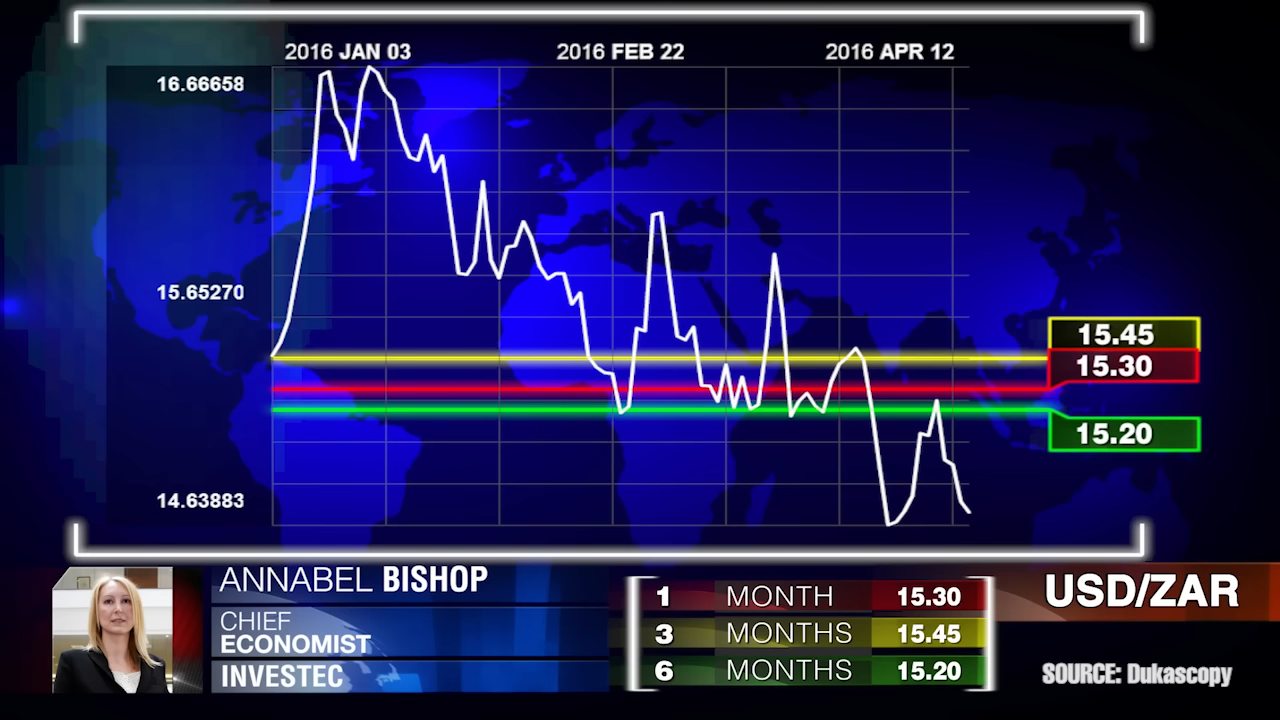 2016 JAN 03 2016 FEB 22 2016 APR 12
16.66658
15.65270
14.63883
15.45
15.30
15.20
ANNABEL BISHOP
CHIEF
ECONOMIST
INVESTEC
1 MONTH 15.30
3 MONTHS 15.45
6 MONTHS 15.20
USD/ZAR
SOURCE: Dukascopy